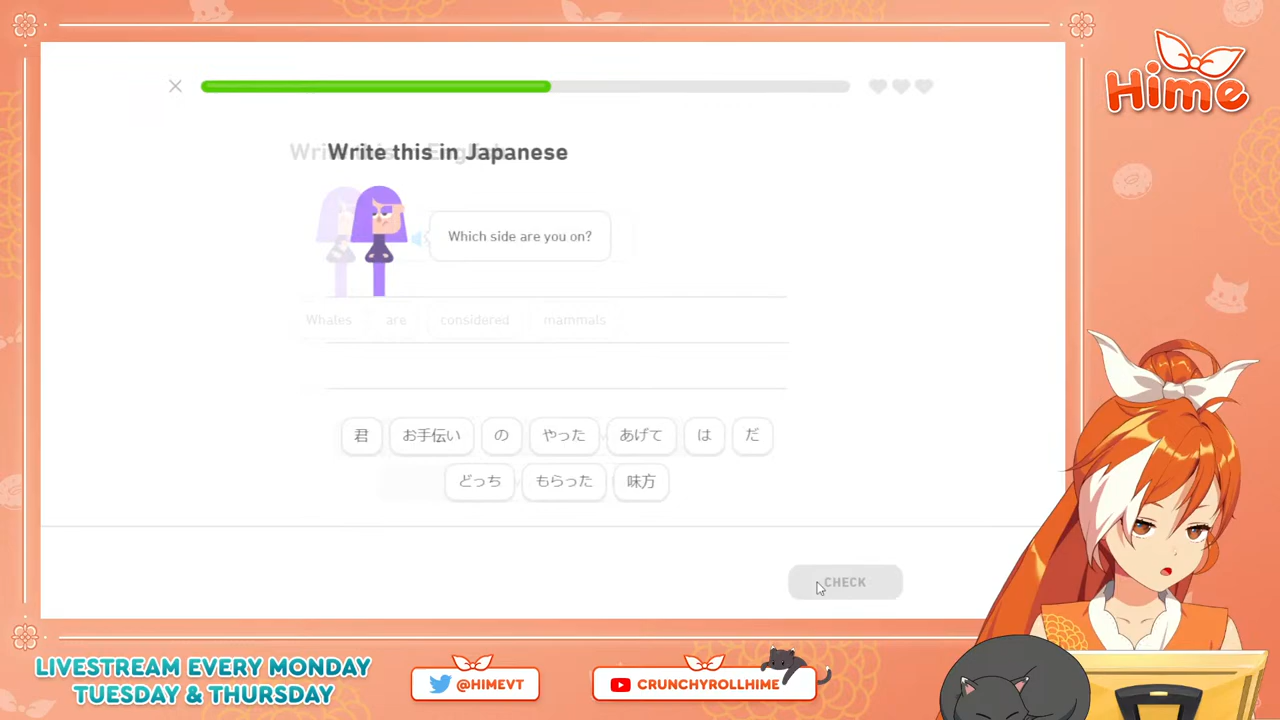 Hime
Write this in Japanese
Which side are you on?
Whales are considered mammals
君 お手伝い の やった あげて は だ
どっち もらった 味方
CHECK
LIVESTREAM EVERY MONDAY
TUESDAY & THURSDAY
@HIMEVT
CRUNCHYROLLHIME